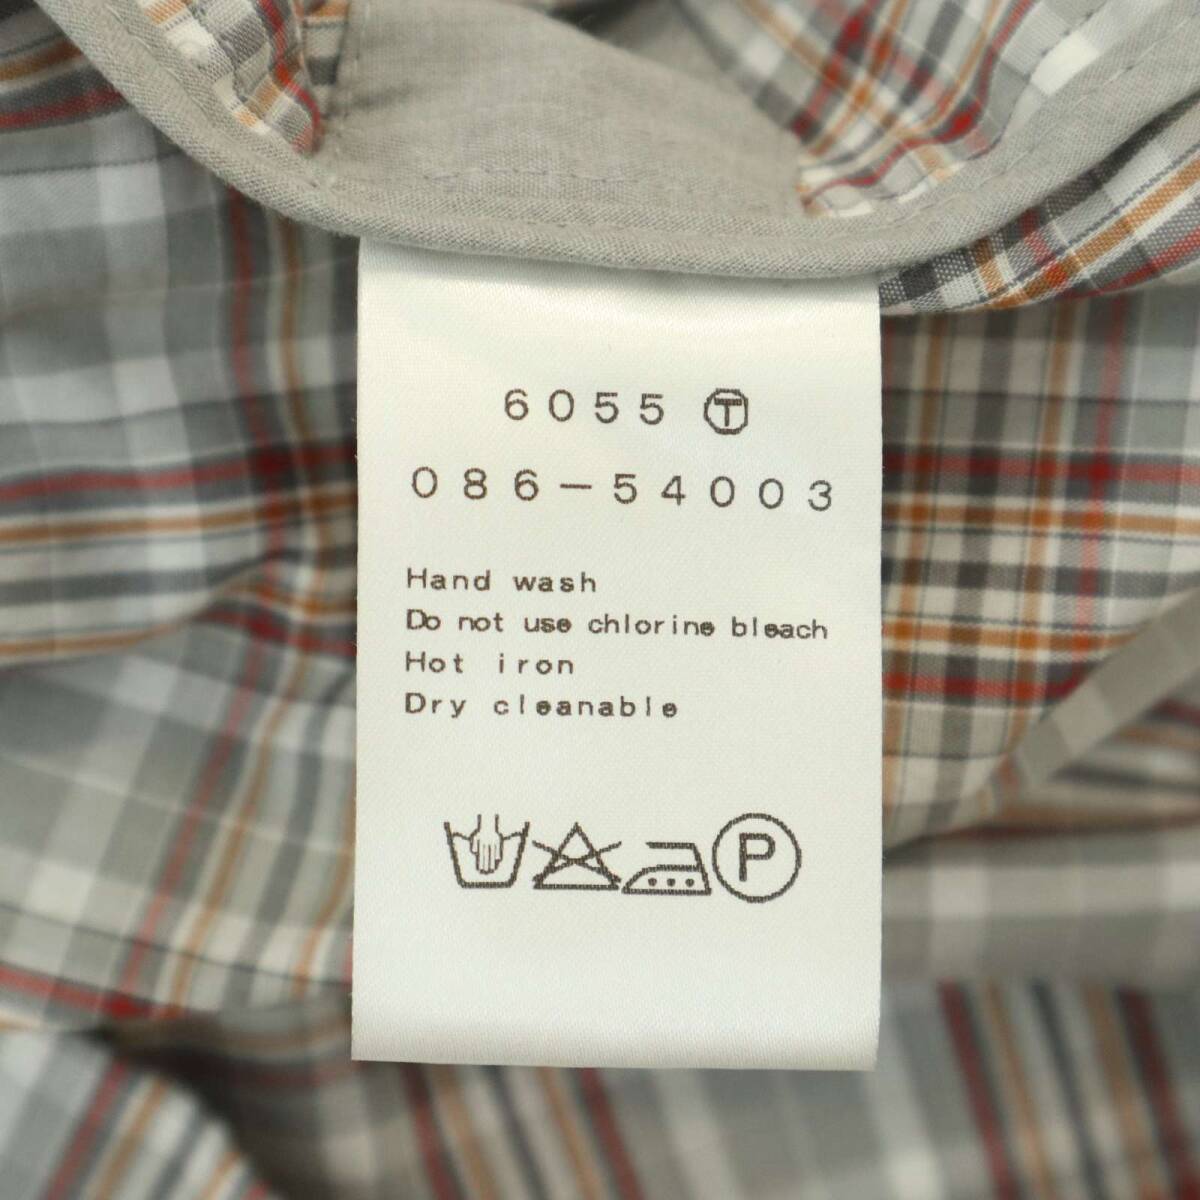 6055 Ⓣ
086-54003
Hand wash
Do not use chlorine bleach
Hot iron
Dry cleanable
P